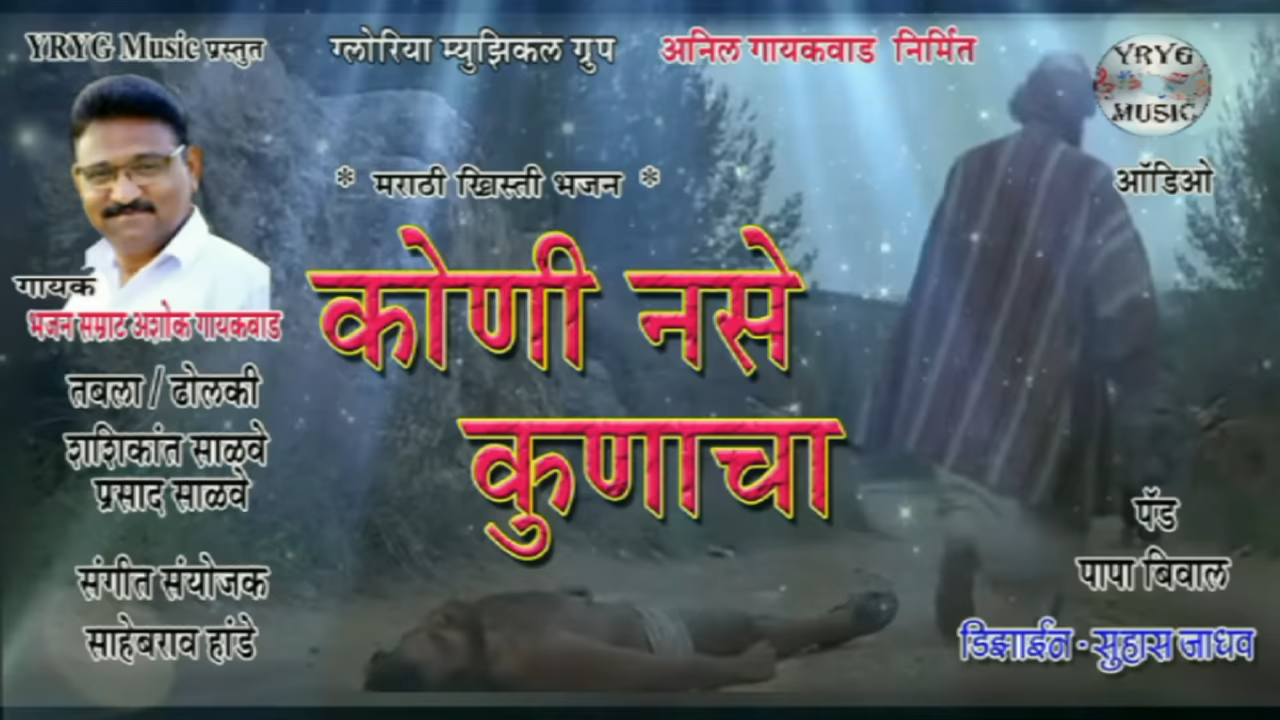 YRYG Music प्रस्तुत
ग्लोरिया म्युझिकल ग्रुप
अनिल गायकवाड निर्मित
YRYG
MUSIC
ऑडिओ
* मराठी ख्रिस्ती भजन *
कोणी नसे
कुणाचा
गायक
भजन सम्राट अशोक गायकवाड
तबला / ढोलकी
शशिकांत साळवे
प्रसाद साळवे
संगीत संयोजक
साहेबराव हांडे
पॅड
पापा बिवाल
डिझाईन - सुहास जाधव